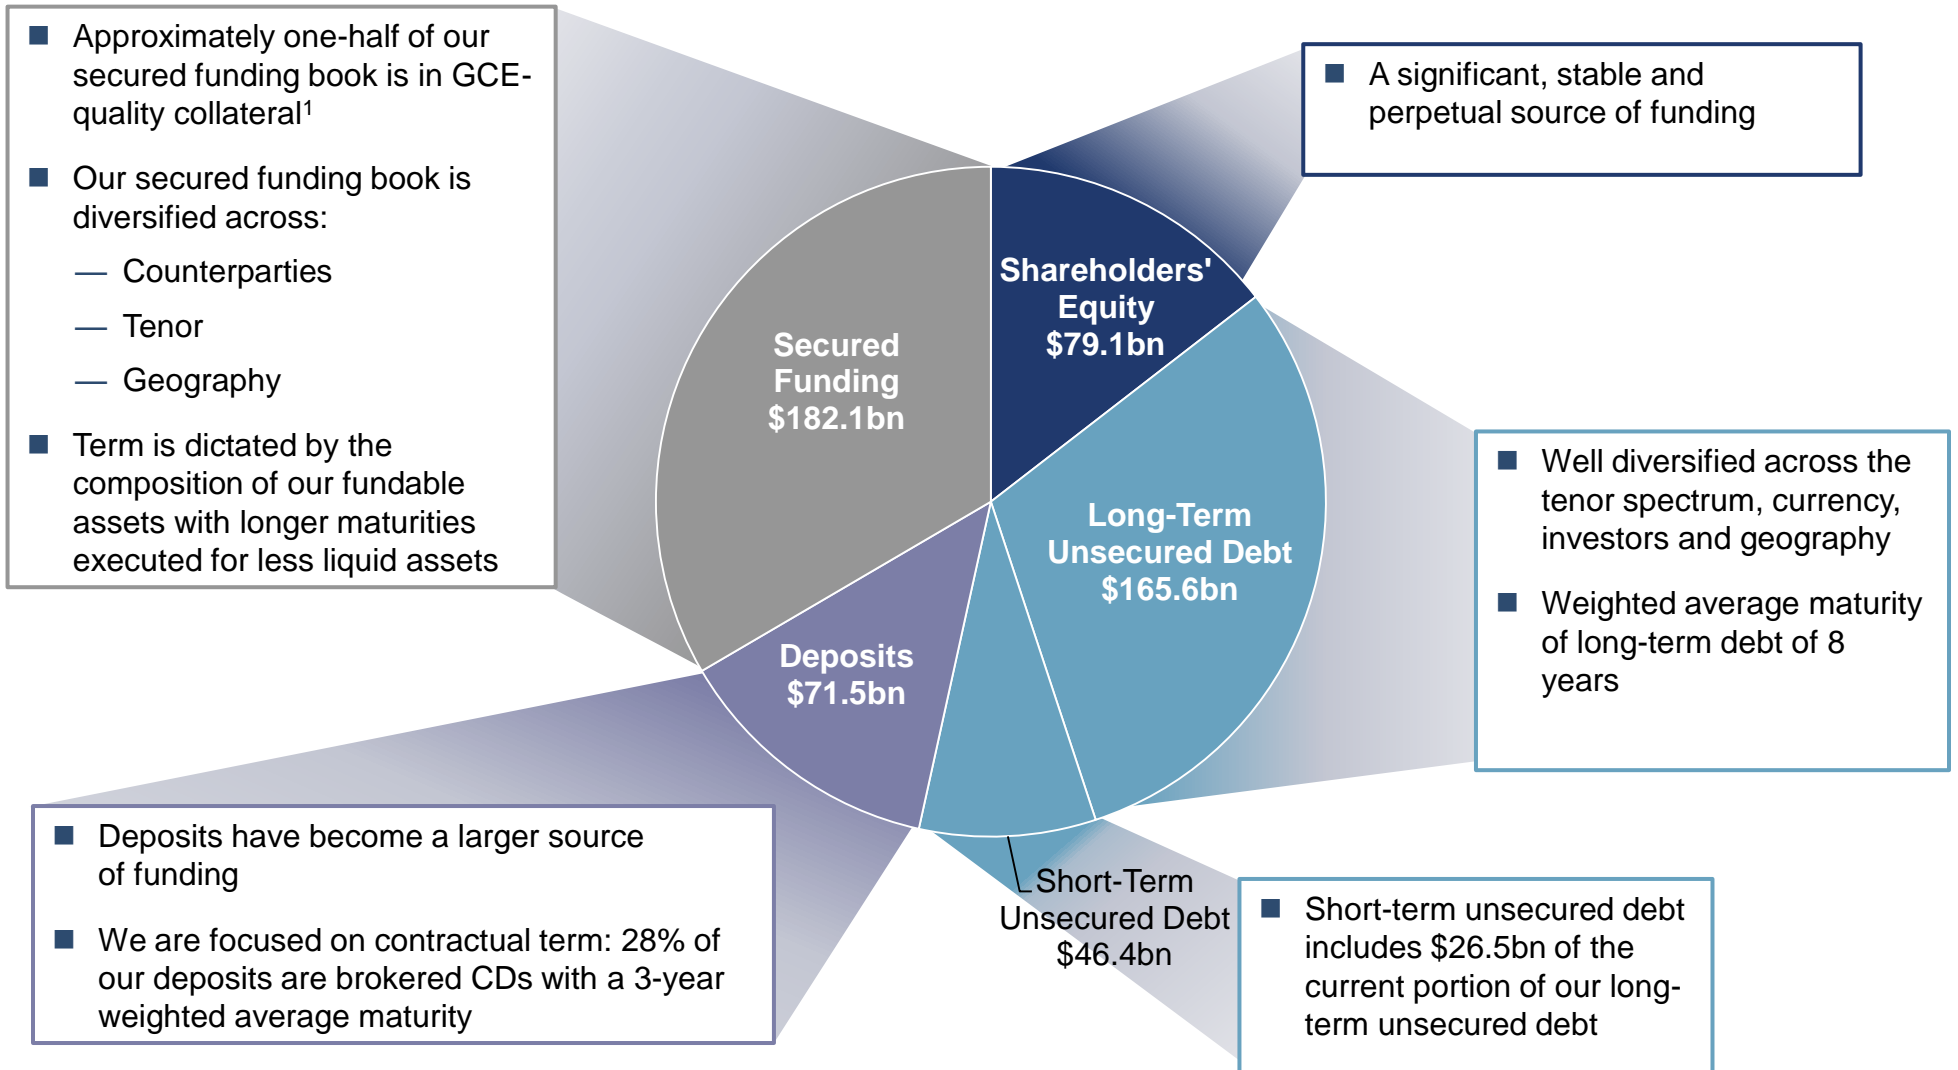 Approximately one-half of our
secured funding book is in GCE-
quality collateral¹
Our secured funding book is
diversified across:
— Counterparties
— Tenor
— Geography
Term is dictated by the
composition of our fundable
assets with longer maturities
executed for less liquid assets
A significant, stable and
perpetual source of funding
Shareholders'
Equity
$79.1bn
Secured
Funding
$182.1bn
Long-Term
Unsecured Debt
$165.6bn
Well diversified across the
tenor spectrum, currency,
investors and geography
Weighted average maturity
of long-term debt of 8
years
Deposits
$71.5bn
Deposits have become a larger source
of funding
We are focused on contractual term: 28% of
our deposits are brokered CDs with a 3-year
weighted average maturity
Short-Term
Unsecured Debt
$46.4bn
Short-term unsecured debt
includes $26.5bn of the
current portion of our long-
term unsecured debt